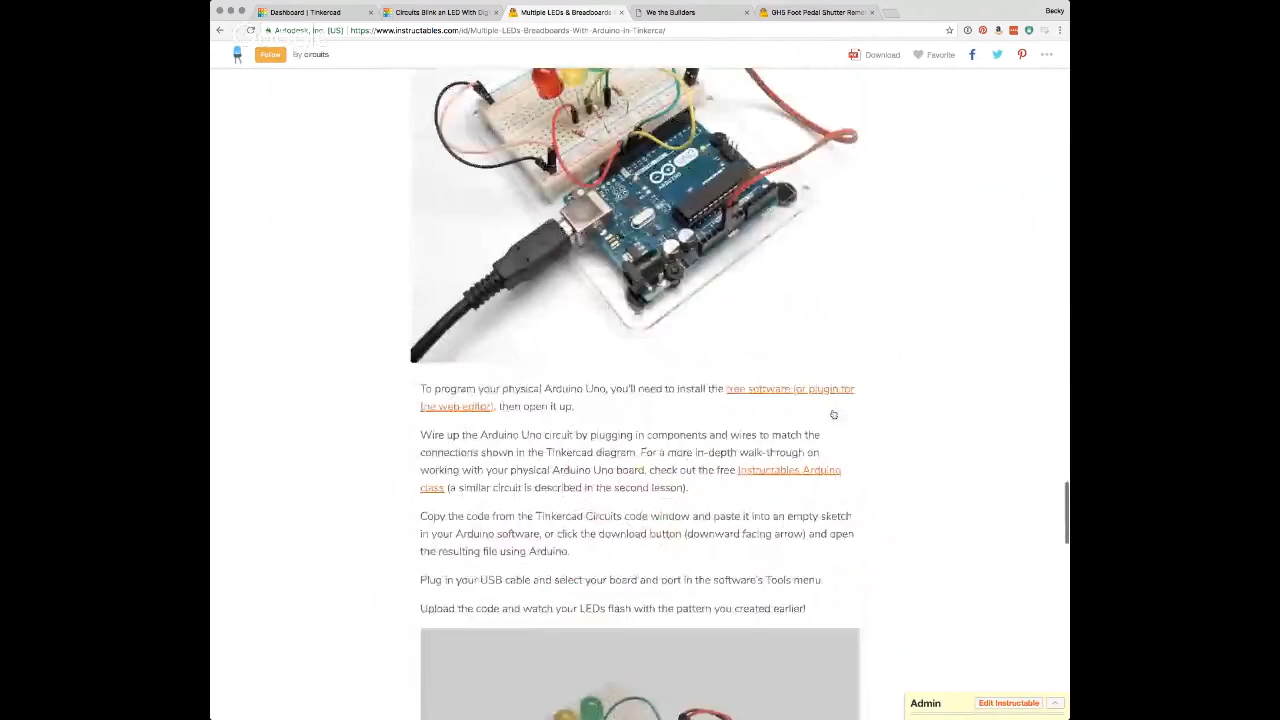 Dashboard | Tinkercad
Circuits Blink an LED With Digi
Multiple LEDs & Breadboards
We the Builders
GH5 Foot Pedal Shutter Remo
Becky
Autodesk, Inc. [US] https://www.instructables.com/id/Multiple-LEDs-Breadboards-With-Arduino-in-Tinkerca/
Follow By circuits
Download Favorite
ARDUINO
To program your physical Arduino Uno, you'll need to install the free software (or plugin for
the web editor), then open it up.
Wire up the Arduino Uno circuit by plugging in components and wires to match the
connections shown in the Tinkercad diagram. For a more in-depth walk-through on
working with your physical Arduino Uno board, check out the free Instructables Arduino
class (a similar circuit is described in the second lesson).
Copy the code from the Tinkercad Circuits code window and paste it into an empty sketch
in your Arduino software, or click the download button (downward facing arrow) and open
the resulting file using Arduino.
Plug in your USB cable and select your board and port in the software's Tools menu.
Upload the code and watch your LEDs flash with the pattern you created earlier!
Admin Edit Instructable